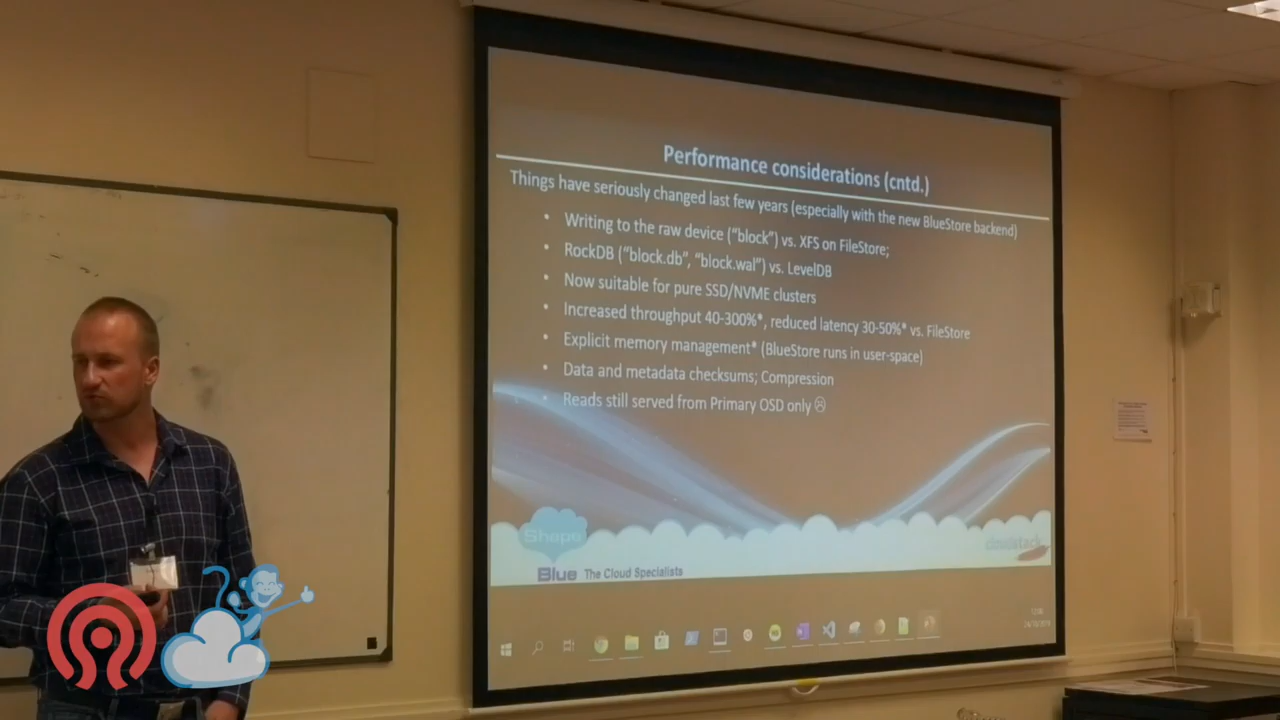 Performance considerations (cntd.)
Things have seriously changed last few years (especially with the new BlueStore backend)
• Writing to the raw device (“block”) vs. XFS on FileStore;
• RockDB (“block.db”, “block.wal”) vs. LevelDB
• Now suitable for pure SSD/NVME clusters
• Increased throughput 40-300%*, reduced latency 30-50%* vs. FileStore
• Explicit memory management* (BlueStore runs in user-space)
• Data and metadata checksums; Compression
• Reads still served from Primary OSD only ☹
Shape
Blue The Cloud Specialists
cloudstack